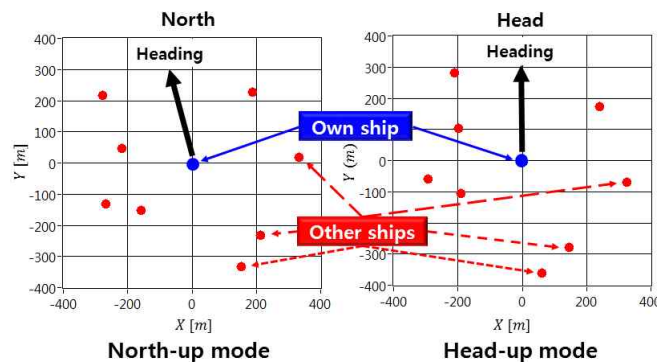 North
Head
400
300
200
100
0
-100
-200
-300
-400
-400
-200
0
200
400
Y [m]
X [m]
Heading
400
300
200
100
0
-100
-200
-300
-400
-400
-200
0
200
400
Y (m)
X [m]
Heading
Own ship
Other ships
North-up mode
Head-up mode